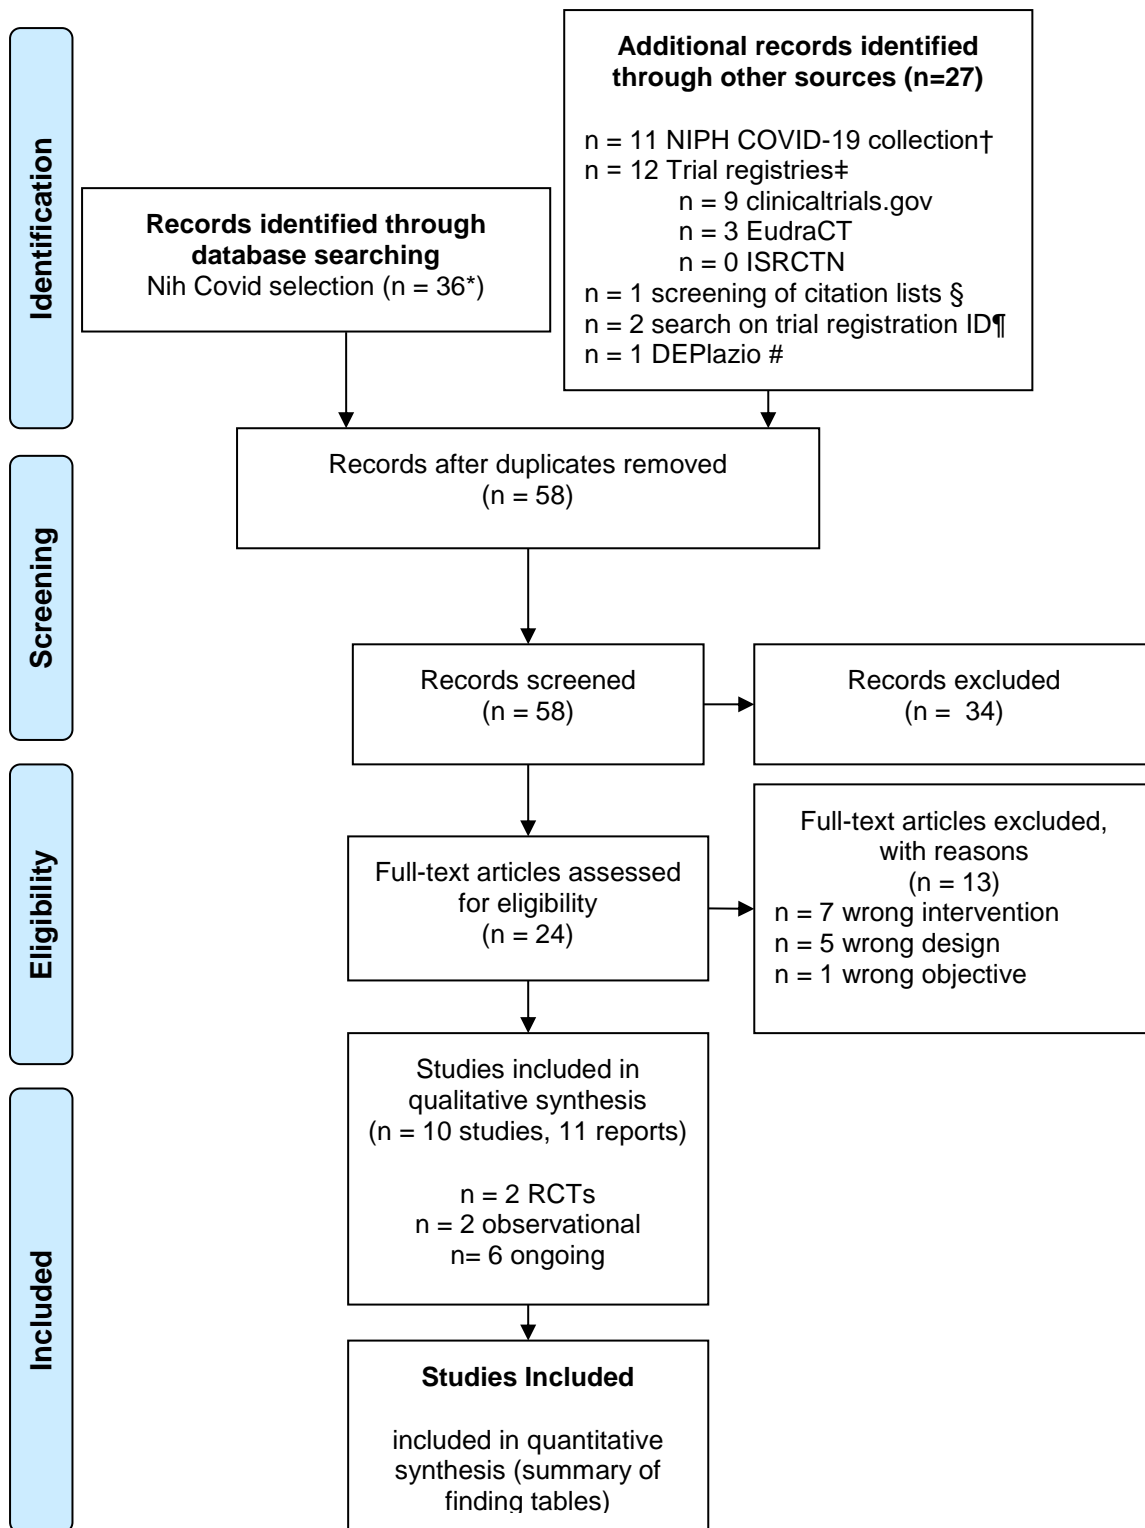 Identification
Additional records identified
through other sources (n=27)
n = 11 NIPH COVID-19 collection†
n = 12 Trial registries‡
n = 9 clinicaltrials.gov
n = 3 EudraCT
n = 0 ISRCTN
n = 1 screening of citation lists §
n = 2 search on trial registration ID¶
n = 1 DEPlazio #
Records identified through
database searching
Nih Covid selection (n = 36*)
Screening
Records after duplicates removed
(n = 58)
Records screened
(n = 58)
Records excluded
(n =  34)
Eligibility
Full-text articles assessed
for eligibility
(n = 24)
Full-text articles excluded,
with reasons
(n = 13)
n = 7 wrong intervention
n = 5 wrong design
n = 1 wrong objective
Included
Studies included in
qualitative synthesis
(n = 10 studies, 11 reports)
n = 2 RCTs
n = 2 observational
n= 6 ongoing
Studies Included
included in quantitative
synthesis (summary of
finding tables)